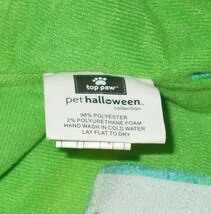 top paw
pet halloween
collection
98% POLYESTER
2% POLYURETHANE FOAM
HAND WASH IN COLD WATER
LAY FLAT TO DRY